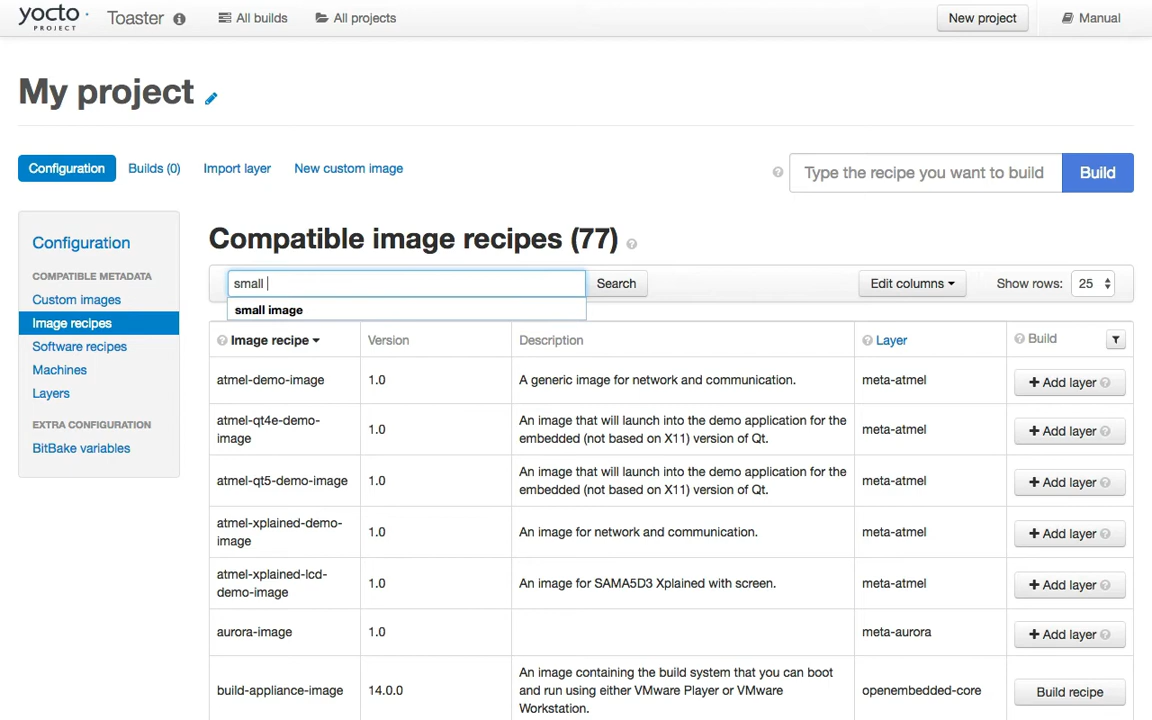 yocto
PROJECT
Toaster
All builds
All projects
New project
Manual
My project
Configuration
Builds (0)
Import layer
New custom image
Type the recipe you want to build
Build
Configuration
COMPATIBLE METADATA
Custom images
Image recipes
Software recipes
Machines
Layers
EXTRA CONFIGURATION
BitBake variables
Compatible image recipes (77)
small
Search
small image
Edit columns
Show rows: 25
Image recipe Version Description Layer Build
atmel-demo-image 1.0 A generic image for network and communication. meta-atmel Add layer
atmel-qt4e-demo-
image
1.0
An image that will launch into the demo application for the
embedded (not based on X11) version of Qt.
meta-atmel
Add layer
atmel-qt5-demo-image
1.0
An image that will launch into the demo application for the
embedded (not based on X11) version of Qt.
meta-atmel
Add layer
atmel-xplained-demo-
image
1.0
An image for network and communication.
meta-atmel
Add layer
atmel-xplained-lcd-
demo-image
1.0
An image for SAMA5D3 Xplained with screen.
meta-atmel
Add layer
aurora-image 1.0 meta-aurora Add layer
build-appliance-image
14.0.0
An image containing the build system that you can boot
and run using either VMware Player or VMware
Workstation.
openembedded-core
Build recipe